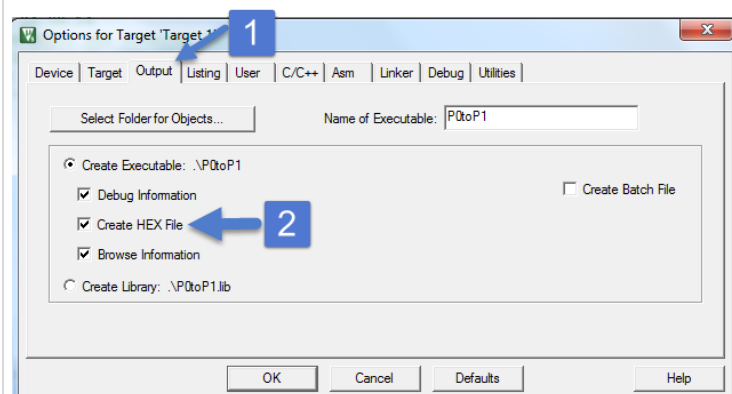 Options for Target 'Target 1'
1
Device Target Output Listing User C/C++ Asm Linker Debug Utilities
Select Folder for Objects... Name of Executable: P0toP1
Create Executable: .\P0toP1
Debug Information Create Batch File
Create HEX File 2
Browse Information
Create Library: .\P0toP1.lib
OK Cancel Defaults Help